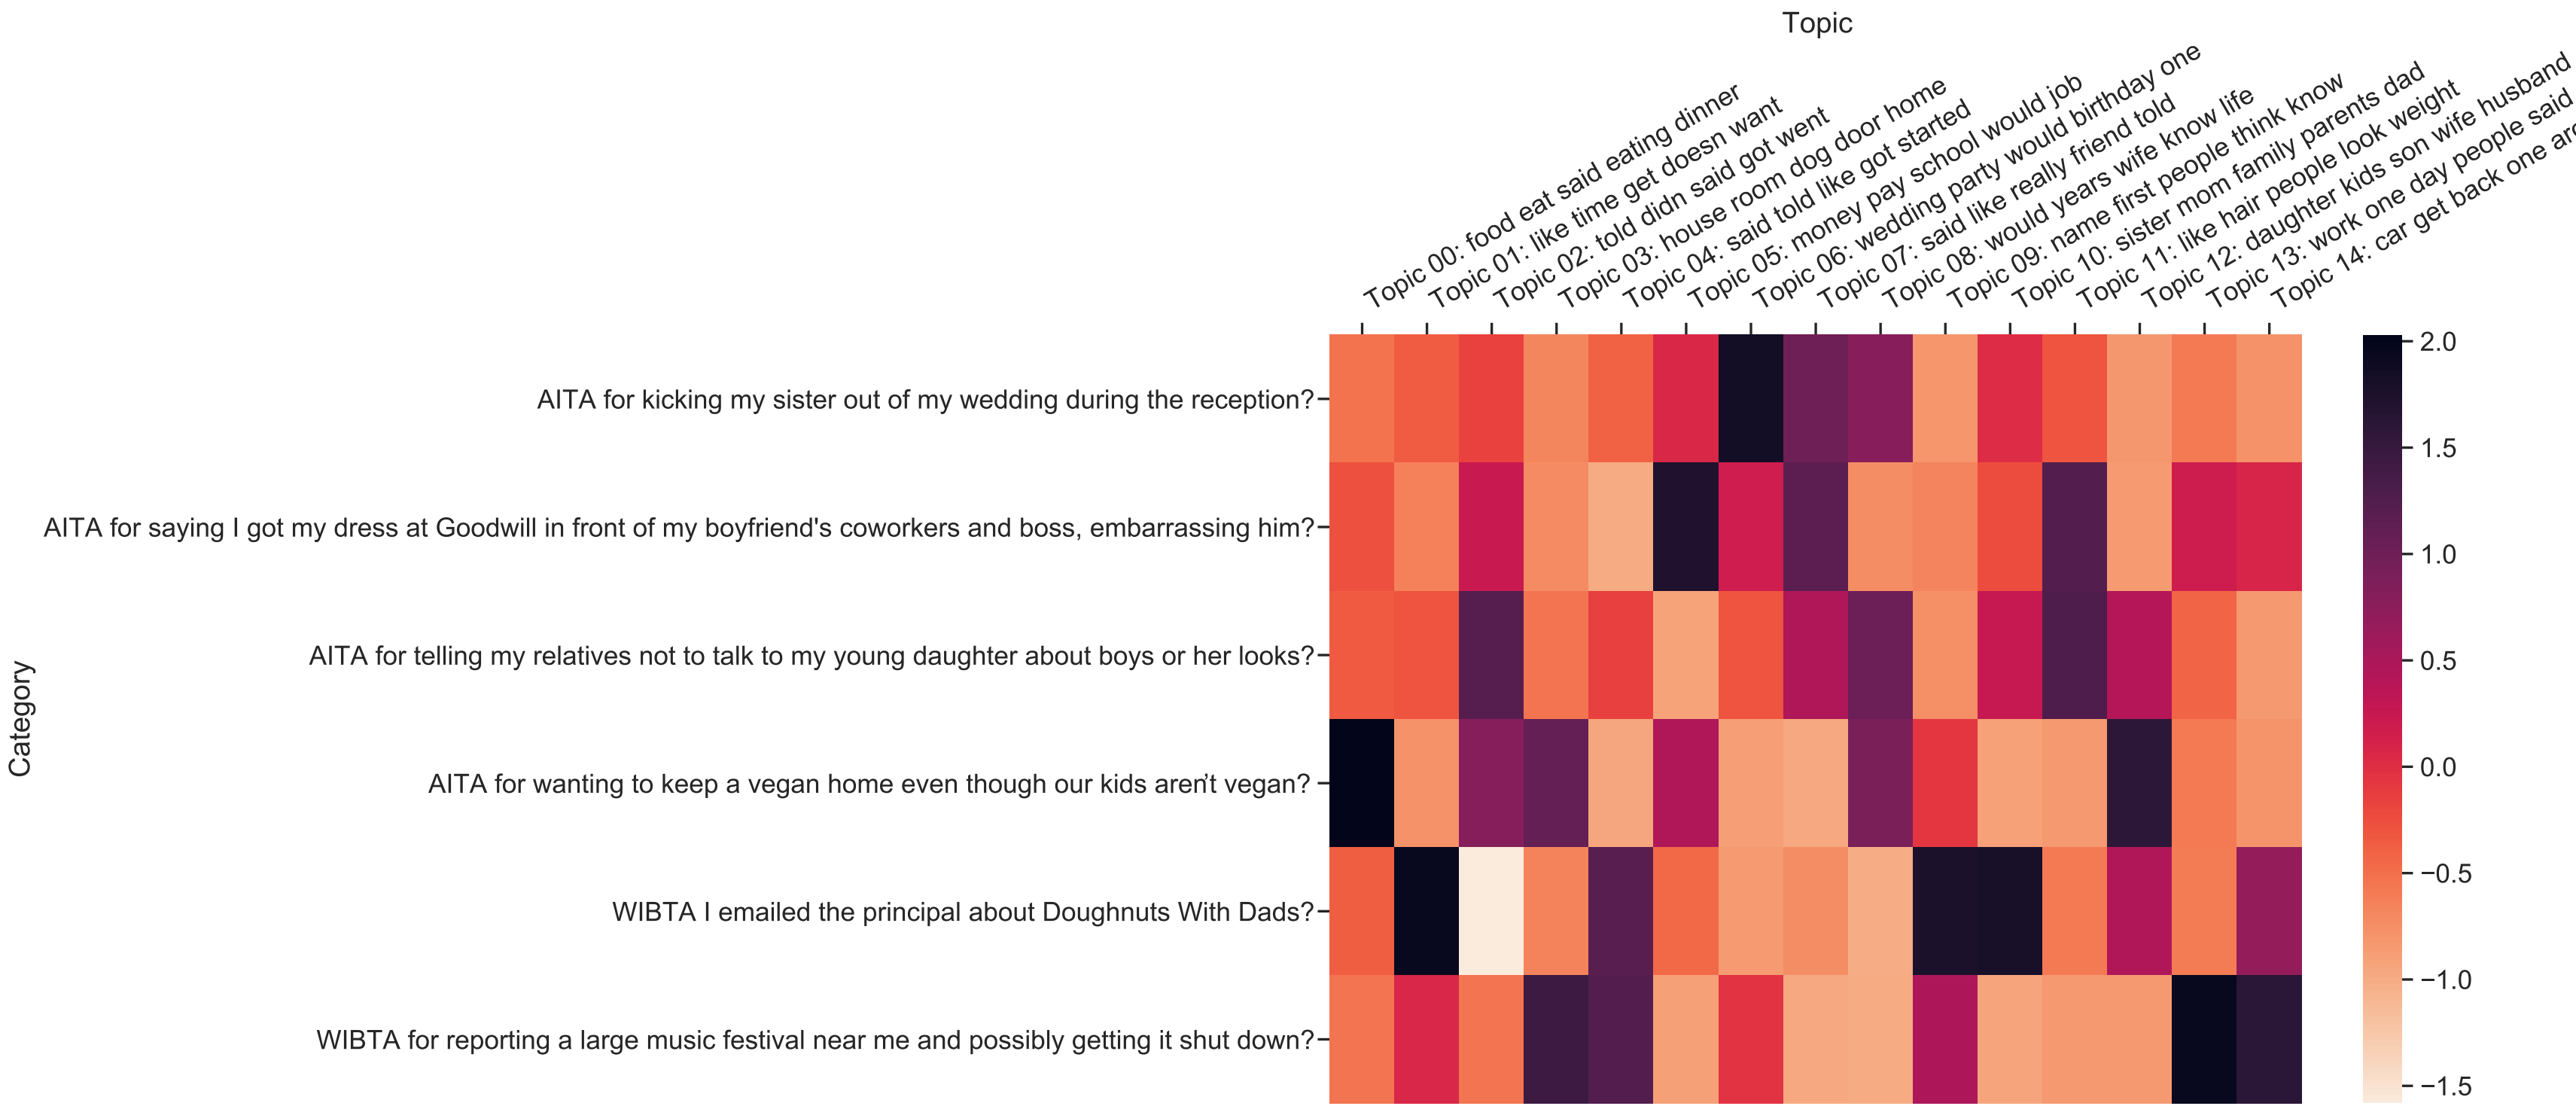 Topic
Topic 00: food eat said eating dinner
Topic 01: like time get doesn want
Topic 02: told didn said got went
Topic 03: house room dog door home
Topic 04: said told like got started
Topic 05: money pay school would job
Topic 06: wedding party would birthday one
Topic 07: said like really friend told
Topic 08: would years wife know life
Topic 09: name first people think know
Topic 10: sister mom family parents dad
Topic 11: like hair people look weight
Topic 12: daughter kids son wife husband
Topic 13: work one day people said
Topic 14: car get back one
Category
AITA for kicking my sister out of my wedding during the reception?
AITA for saying I got my dress at Goodwill in front of my boyfriend's coworkers and boss, embarrassing him?
AITA for telling my relatives not to talk to my young daughter about boys or her looks?
AITA for wanting to keep a vegan home even though our kids aren’t vegan?
WIBTA I emailed the principal about Doughnuts With Dads?
WIBTA for reporting a large music festival near me and possibly getting it shut down?
2.0
1.5
1.0
0.5
0.0
−0.5
−1.0
−1.5